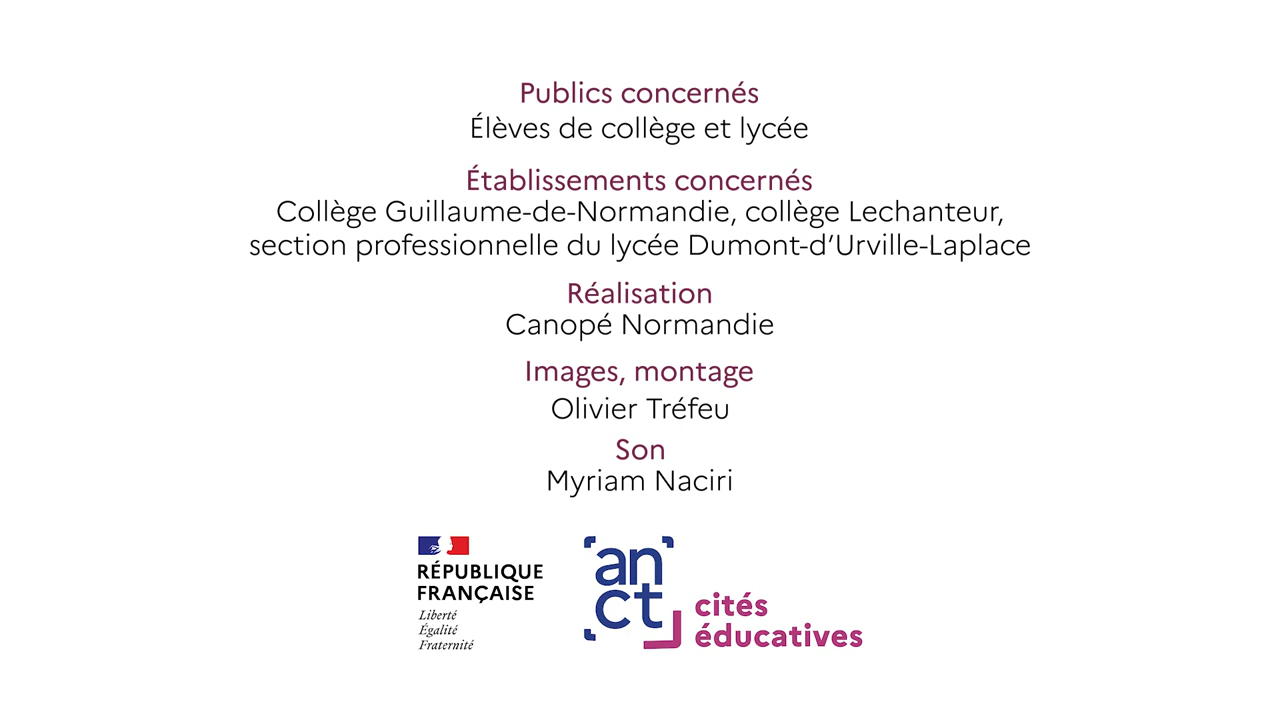 Publics concernés
Élèves de collège et lycée
Établissements concernés
Collège Guillaume-de-Normandie, collège Lechanteur,
section professionnelle du lycée Dumont-d’Urville-Laplace
Réalisation
Canopé Normandie
Images, montage
Olivier Tréfeu
Son
Myriam Naciri
RÉPUBLIQUE
FRANÇAISE
Liberté
Égalité
Fraternité
an
ct
cités
éducatives